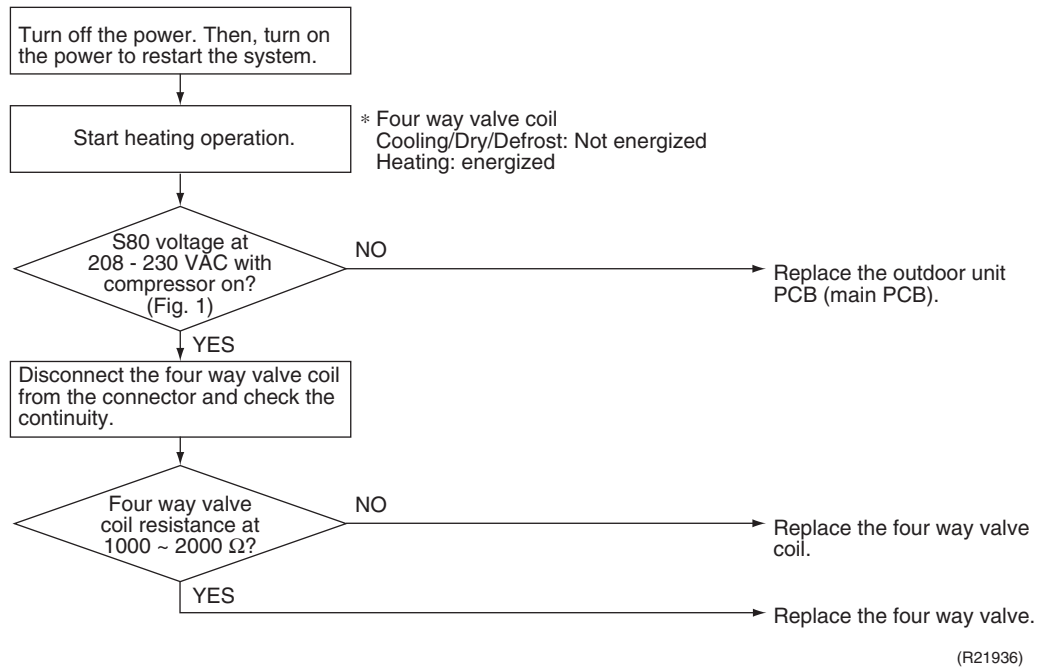 Turn off the power. Then, turn on
the power to restart the system.
Start heating operation.
* Four way valve coil
Cooling/Dry/Defrost: Not energized
Heating: energized
S80 voltage at
208 - 230 VAC with
compressor on?
(Fig. 1)
NO
Replace the outdoor unit
PCB (main PCB).
YES
Disconnect the four way valve coil
from the connector and check the
continuity.
Four way valve
coil resistance at
1000 ~ 2000 Ω?
NO
Replace the four way valve
coil.
YES
Replace the four way valve.
(R21936)